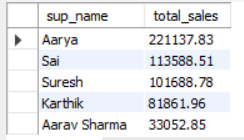 sup_name total_sales
Aarya 221137.83
Sai 113588.51
Suresh 101688.78
Karthik 81861.96
Aarav Sharma 33052.85